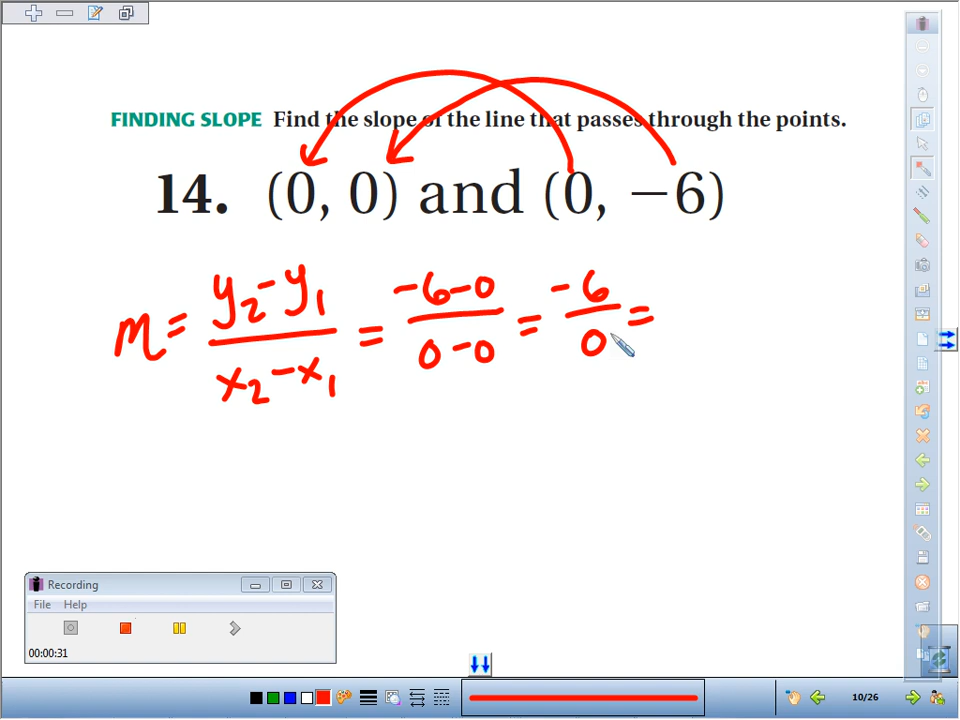 FINDING SLOPE Find the slope of the line that passes through the points.
14. (0, 0) and (0, −6)
m = y₂ - y₁ / x₂ - x₁ = -6-0 / 0-0 = -6 / 0 =
Recording
File Help
00:00:31
10/26